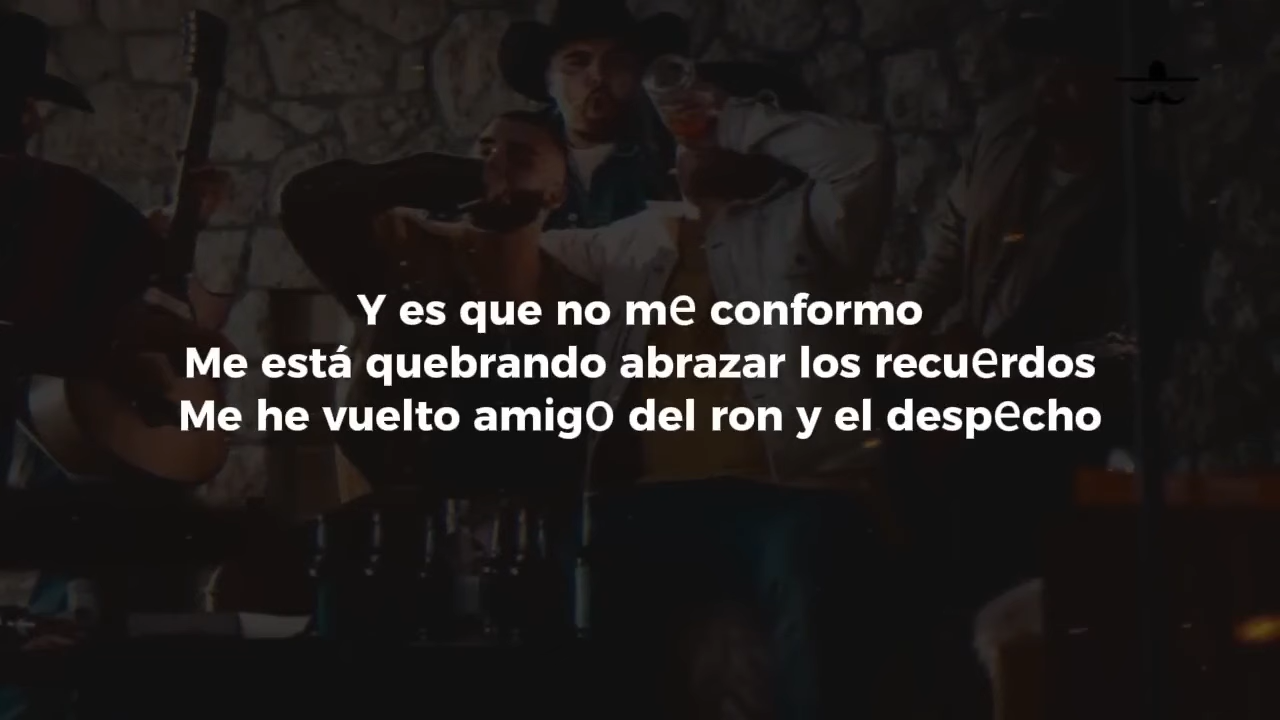 Y es que no me conformo
Me está quebrando abrazar los recuerdos
Me he vuelto amigo del ron y el despecho